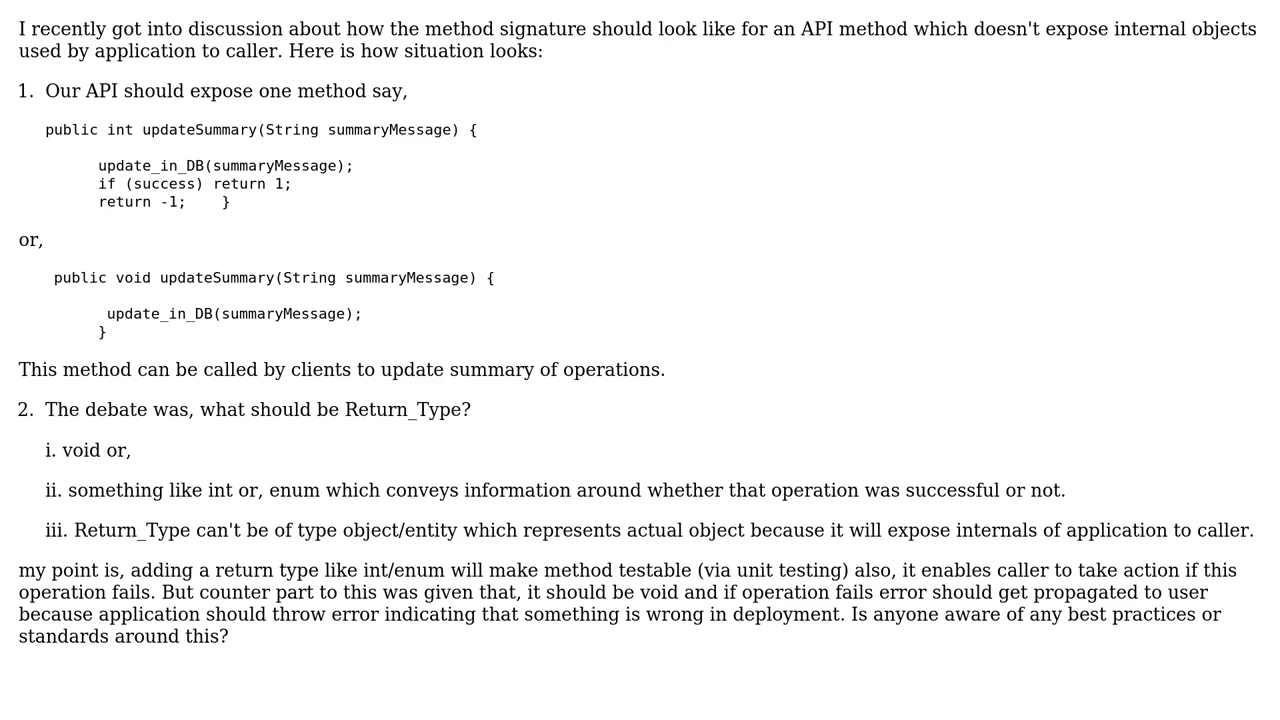 I recently got into discussion about how the method signature should look like for an API method which doesn't expose internal objects
used by application to caller. Here is how situation looks:
1. Our API should expose one method say,
public int updateSummary(String summaryMessage) {
update_in_DB(summaryMessage);
if (success) return 1;
return -1;    }
or,
public void updateSummary(String summaryMessage) {
update_in_DB(summaryMessage);
}
This method can be called by clients to update summary of operations.
2. The debate was, what should be Return_Type?
i. void or,
ii. something like int or, enum which conveys information around whether that operation was successful or not.
iii. Return_Type can't be of type object/entity which represents actual object because it will expose internals of application to caller.
my point is, adding a return type like int/enum will make method testable (via unit testing) also, it enables caller to take action if this
operation fails. But counter part to this was given that, it should be void and if operation fails error should get propagated to user
because application should throw error indicating that something is wrong in deployment. Is anyone aware of any best practices or
standards around this?